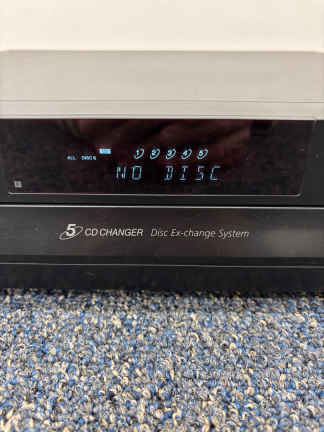 ALL DISCS 1 2 3 4 5
NO DISC
5 CD CHANGER Disc Ex-change System